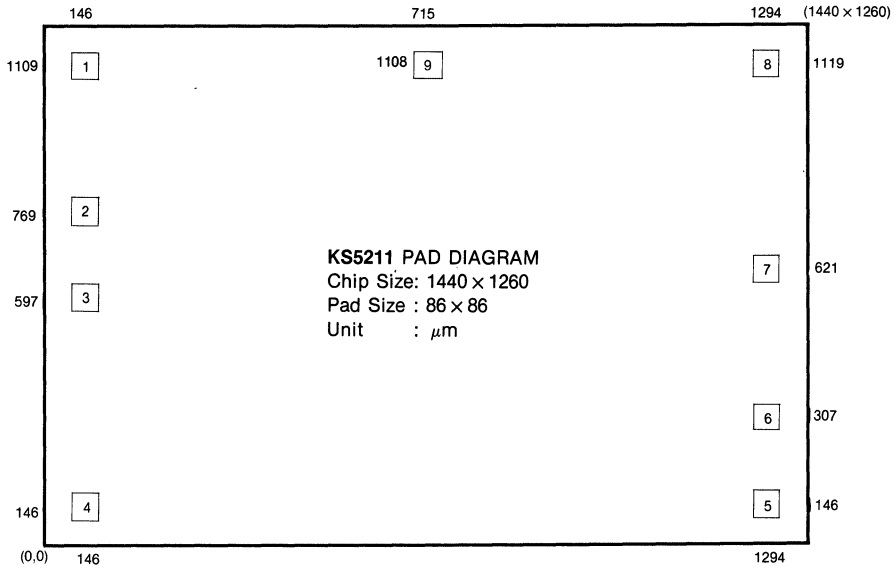 146 715 1294 (1440 × 1260)
1109 1 1108 9 8 1119
2
769
KS5211 PAD DIAGRAM
7 621
Chip Size: 1440 × 1260
3
597
Pad Size : 86 × 86
Unit : μm
6 307
146 4 5 146
(0,0) 146 1294